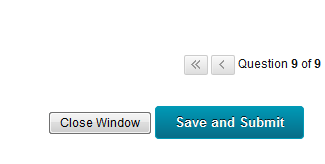 Question 9 of 9
Close Window
Save and Submit